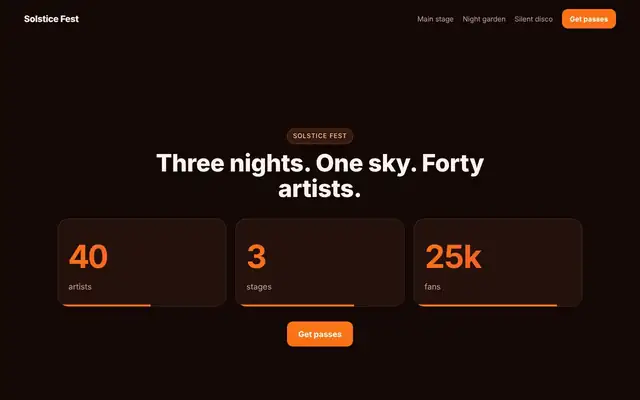 Solstice Fest
Main stage
Night garden
Silent disco
Get passes
SOLSTICE FEST
Three nights. One sky. Forty
artists.
40
artists
3
stages
25k
fans
Get passes